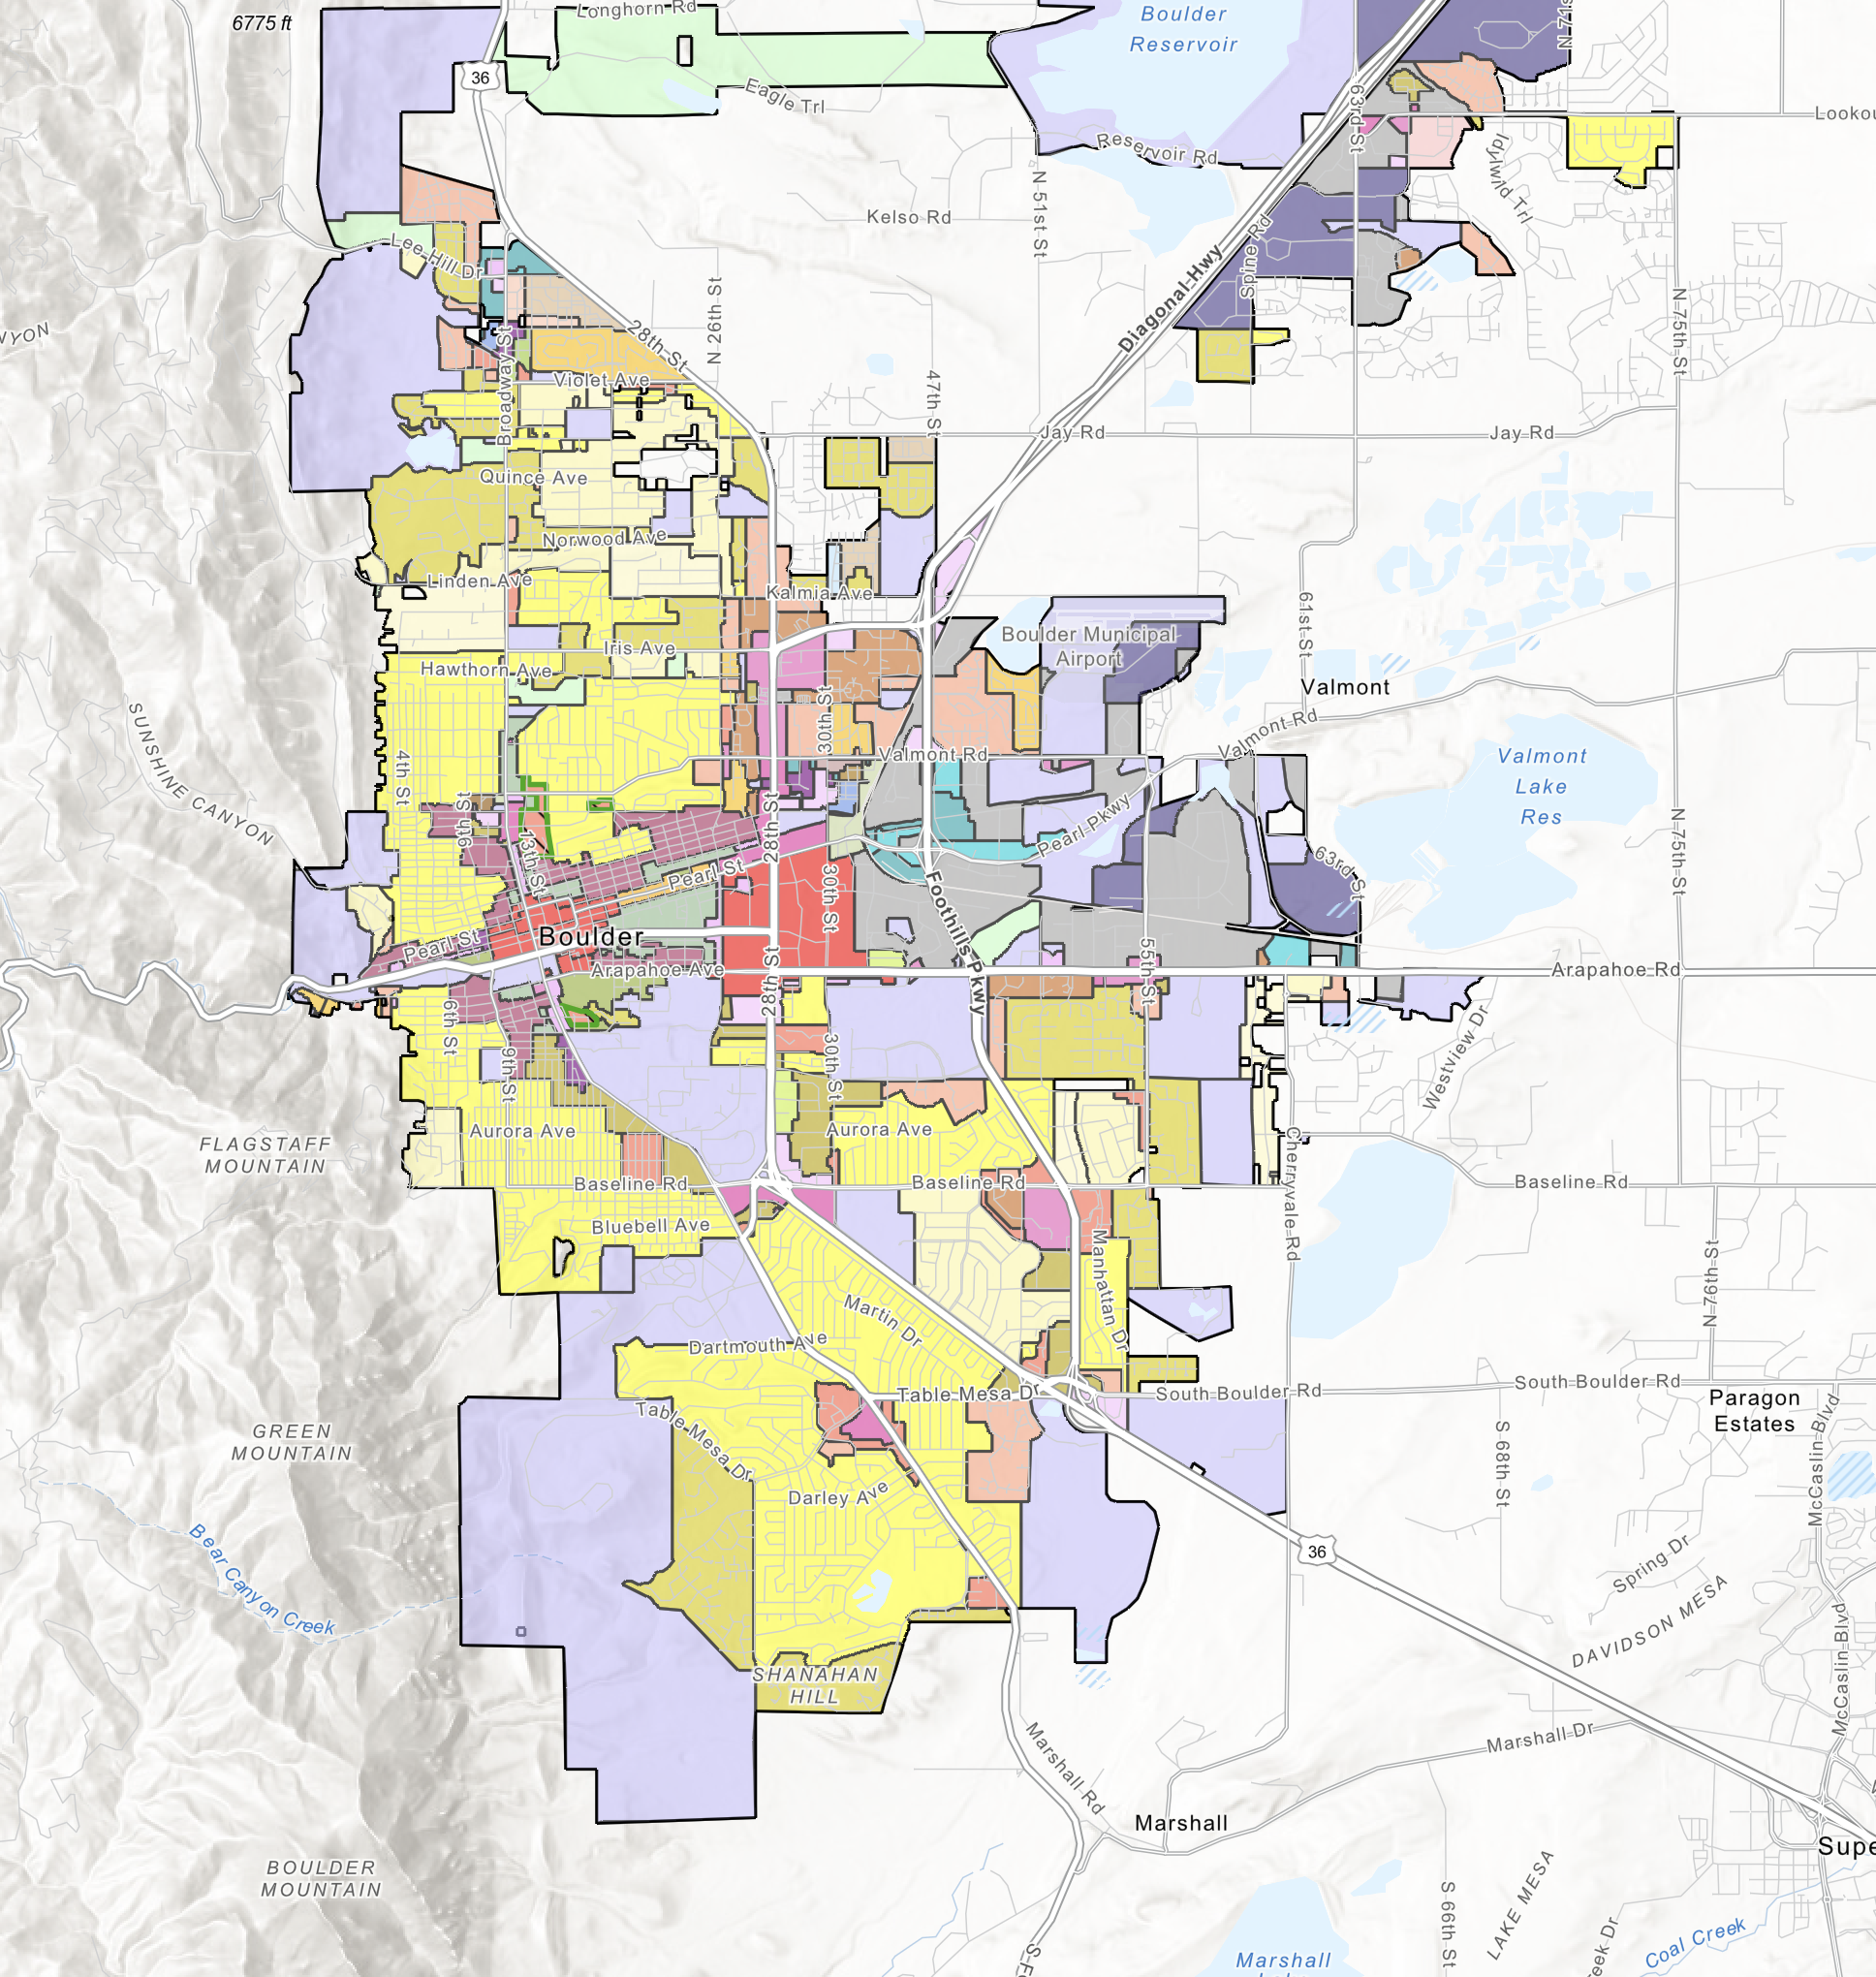 Longhorn Rd
6775 ft
Boulder
Reservoir
N 71s
36
Eagle Trl
63rd St
Lookou
Reservoir Rd
Idylwild Trl
N 51st St
Kelso Rd
Lee Hill Dr
Diagonal Hwy
Spine Rd
N 26th St
N 75th St
YON
28th St
Broadway St
Violet Ave
47th St
Jay Rd
Jay Rd
Quince Ave
Norwood Ave
Linden Ave
Kalmia Ave
61st St
Boulder Municipal
Airport
Iris Ave
Hawthorn Ave
Valmont
SUNSHINE CANYON
30th St
Valmont Rd
Valmont Rd
4th St
Valmont
Lake
Res
9th St
28th St
Pearl Pkwy
N 75th St
13th St
63rd St
Pearl St
30th St
Foothills Pkwy
Boulder
Pearl St
55th St
Arapahoe Ave
Arapahoe Rd
28th St
6th St
30th St
9th St
Westview Dr
FLAGSTAFF
MOUNTAIN
Aurora Ave
Aurora Ave
Cherryvale Rd
Baseline Rd
Baseline Rd
Baseline Rd
Bluebell Ave
Manhattan Dr
N 76th St
Martin Dr
Dartmouth Ave
Table Mesa Dr
South Boulder Rd
South Boulder Rd
Paragon
Estates
Table Mesa Dr
GREEN
MOUNTAIN
S 68th St
McCaslin Blvd
Darley Ave
Bear Canyon Creek
36
Spring Dr
DAVIDSON MESA
McCaslin Blvd
SHANAHAN
HILL
Marshall Rd
Marshall Dr
Marshall
Supe
BOULDER
MOUNTAIN
S 66th St
LAKE MESA
eek Dr
Coal Creek
S Fo
Marshall